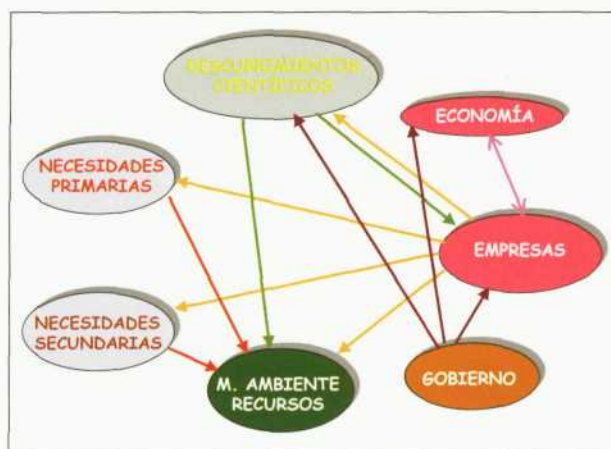 DESCUBRIMIENTOS
CIENTÍFICOS
ECONOMÍA
NECESIDADES
PRIMARIAS
EMPRESAS
NECESIDADES
SECUNDARIAS
M. AMBIENTE
RECURSOS
GOBIERNO